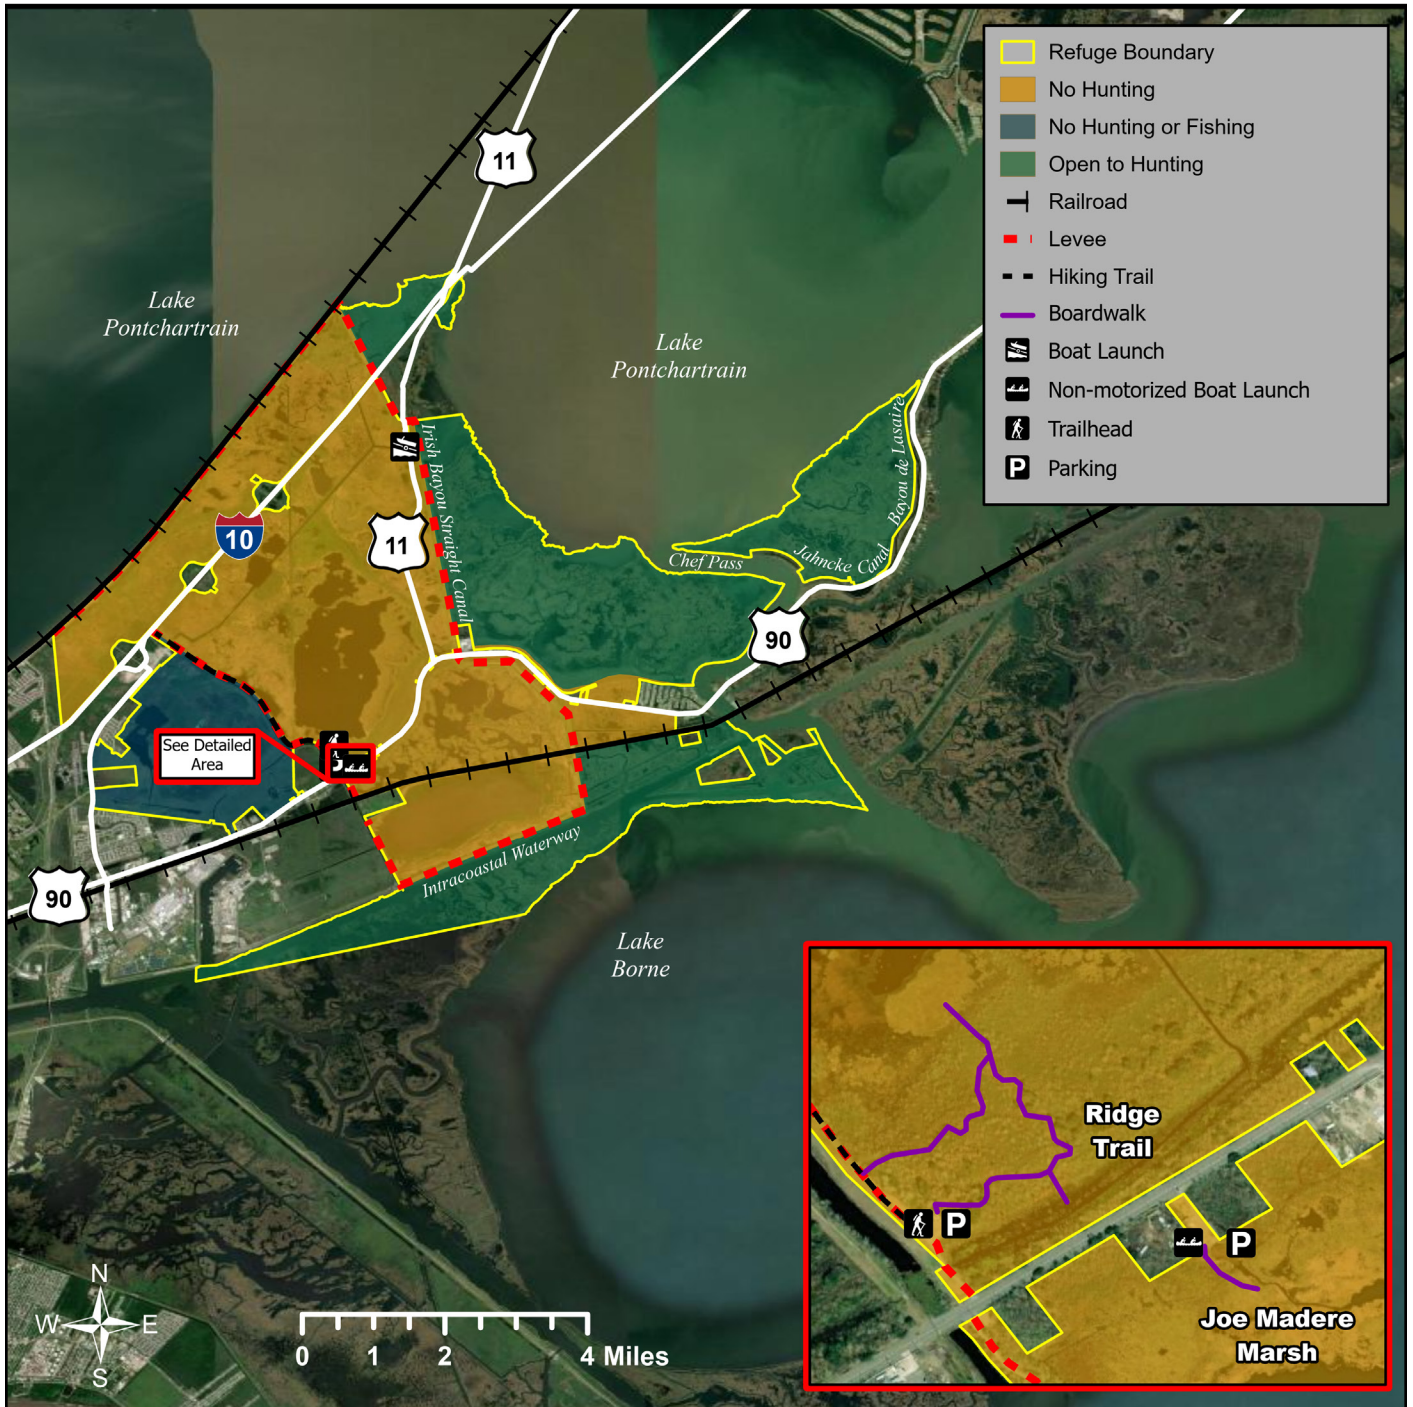 Refuge Boundary
No Hunting
No Hunting or Fishing
Open to Hunting
Railroad
Levee
Hiking Trail
Boardwalk
Boat Launch
Non-motorized Boat Launch
Trailhead
P Parking
11
Lake
Pontchartrain
Lake
Pontchartrain
Bayou de Lasaire
Irish Bayou Straight Canal
10
11
Chef Pass
Jahncke Canal
90
See Detailed
Area
Intracoastal Waterway
90
Lake
Borne
Ridge
Trail
P
P
Joe Madere
Marsh
N
W E
S
0 1 2 4 Miles